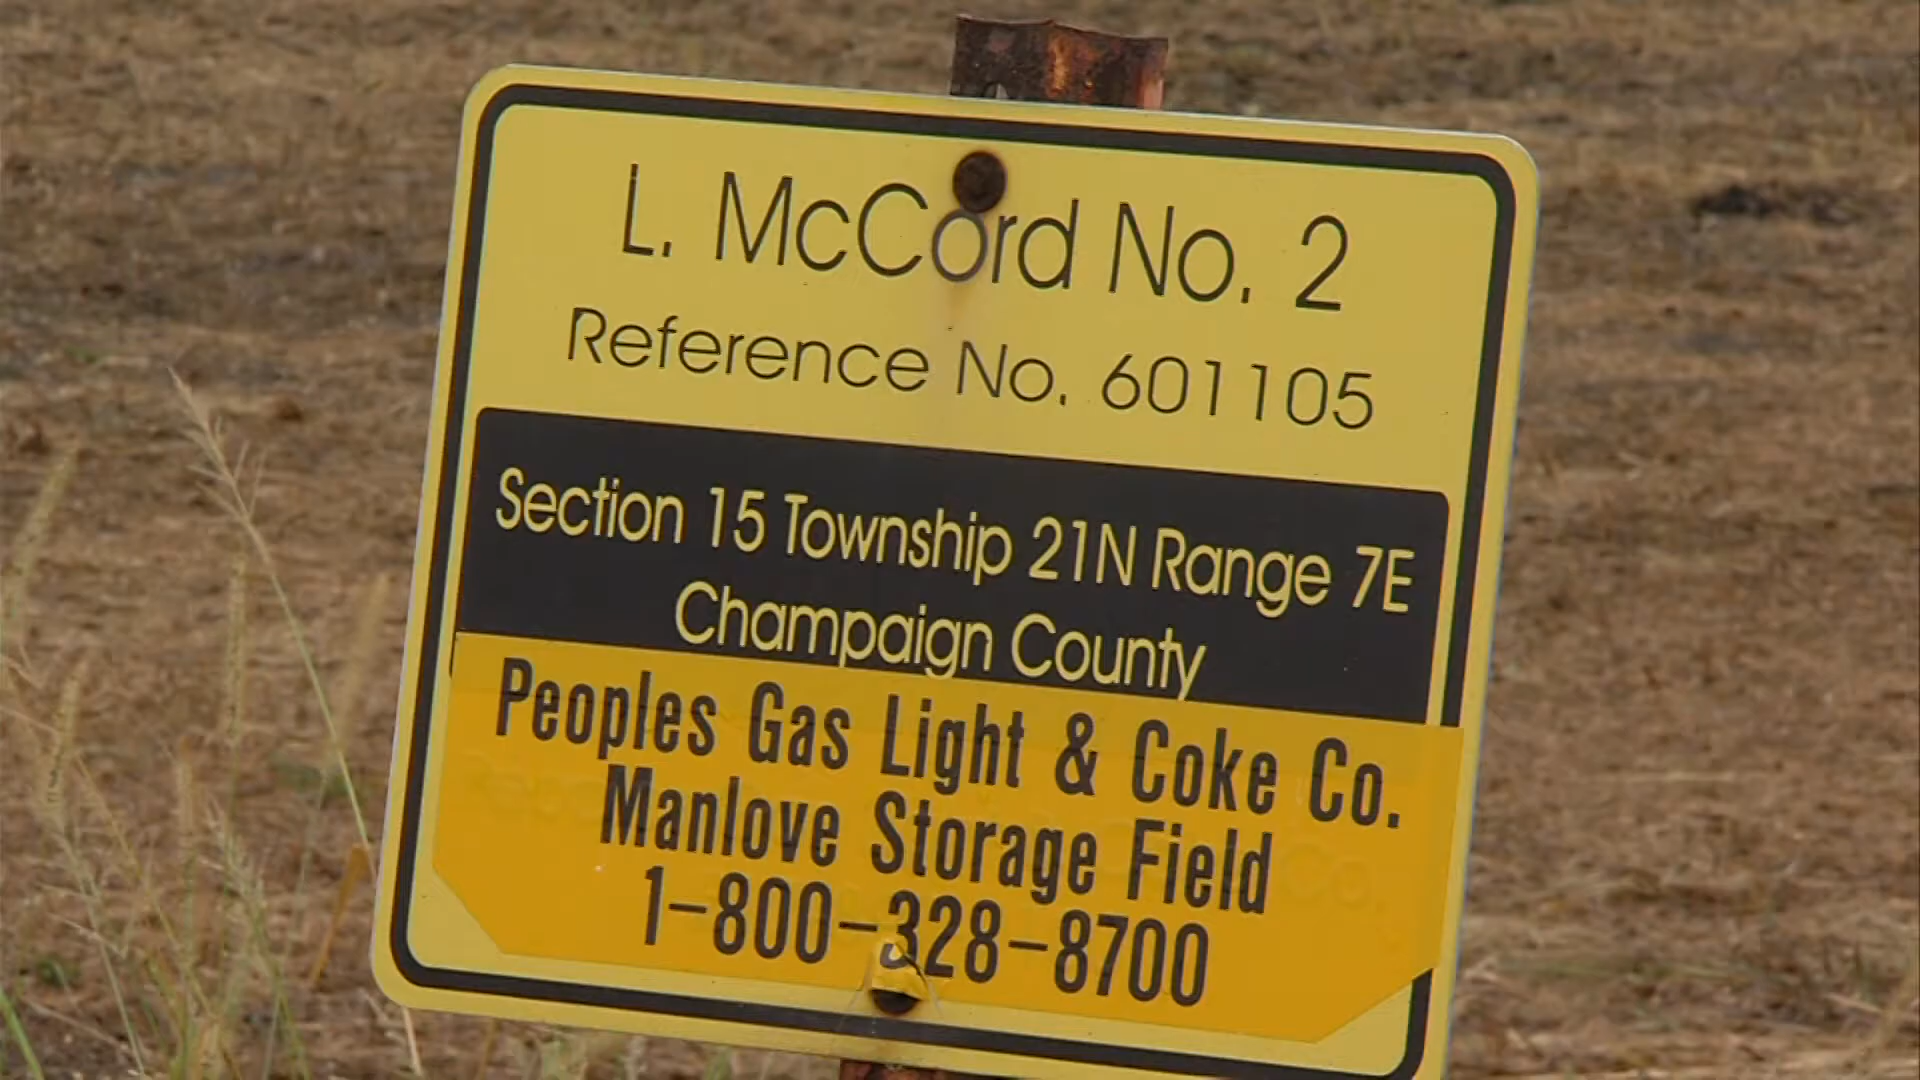 L. McCord No. 2
Reference No. 601105
Section 15 Township 21N Range 7E
Champaign County
Peoples Gas Light & Coke Co.
Manlove Storage Field
1-800-328-8700